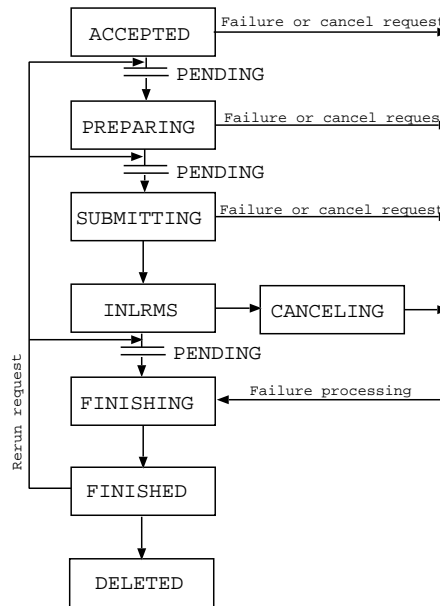 ACCEPTED
Failure or cancel request
PENDING
PREPARING
Failure or cancel request
PENDING
SUBMITTING
Failure or cancel request
INLRMS
CANCELING
PENDING
Rerun request
FINISHING
Failure processing
FINISHED
DELETED